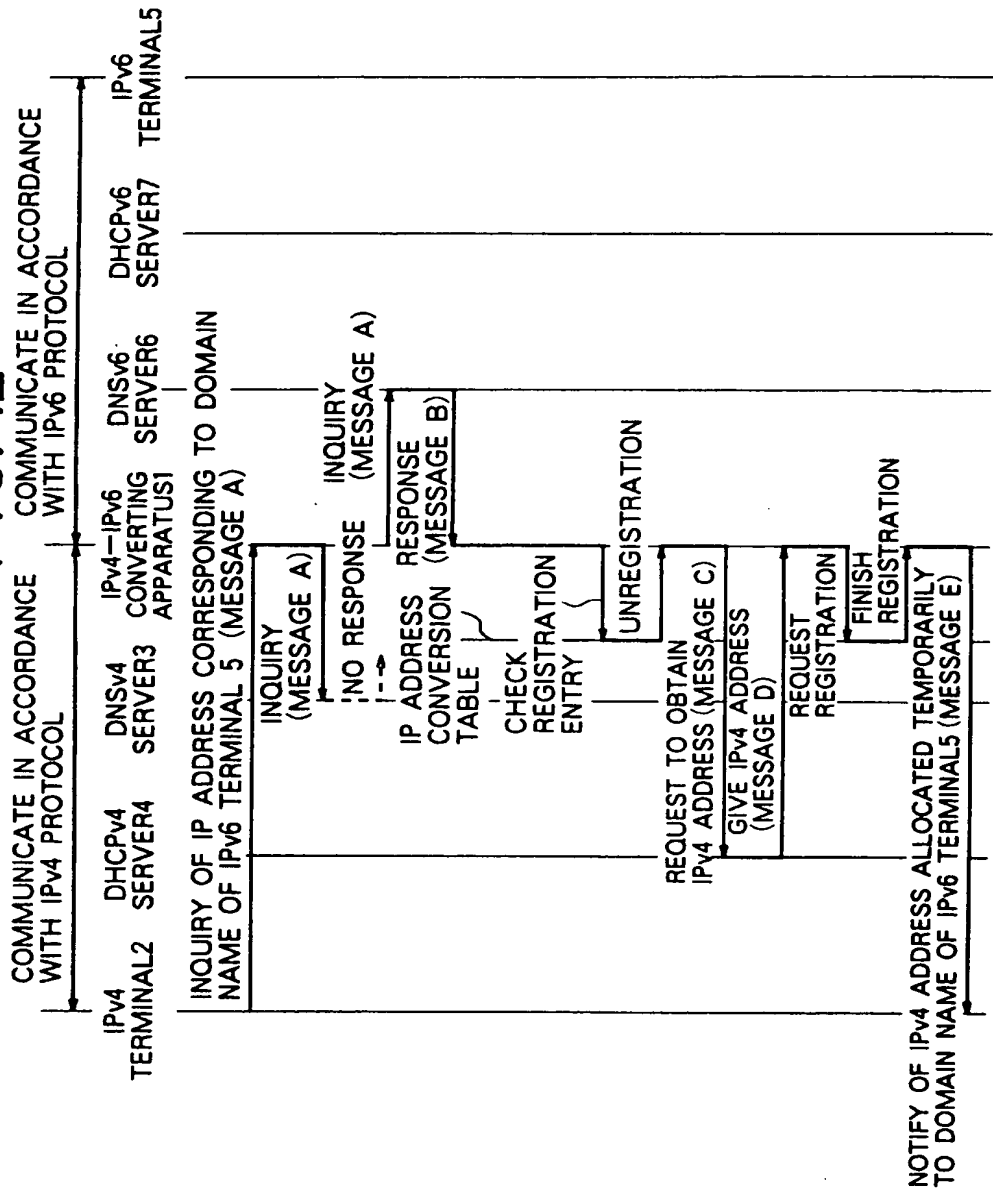 COMMUNICATE IN ACCORDANCE
WITH IPv4 PROTOCOL
COMMUNICATE IN ACCORDANCE
WITH IPv6 PROTOCOL
IPv4
TERMINAL2
DHCPv4
SERVER4
DNSv4
SERVER3
IPv4-IPv6
CONVERTING
APPARATUS1
DNSv6
SERVER6
DHCPv6
SERVER7
IPv6
TERMINAL5
INQUIRY OF IP ADDRESS CORRESPONDING TO DOMAIN
NAME OF IPv6 TERMINAL 5 (MESSAGE A)
INQUIRY
(MESSAGE A)
NO RESPONSE
INQUIRY
(MESSAGE A)
IP ADDRESS
CONVERSION
TABLE
RESPONSE
(MESSAGE B)
CHECK
REGISTRATION
ENTRY
UNREGISTRATION
REQUEST TO OBTAIN
IPv4 ADDRESS (MESSAGE C)
GIVE IPv4 ADDRESS
(MESSAGE D)
REQUEST
REGISTRATION
FINISH
REGISTRATION
NOTIFY OF IPv4 ADDRESS ALLOCATED TEMPORARILY
TO DOMAIN NAME OF IPv6 TERMINAL5 (MESSAGE E)